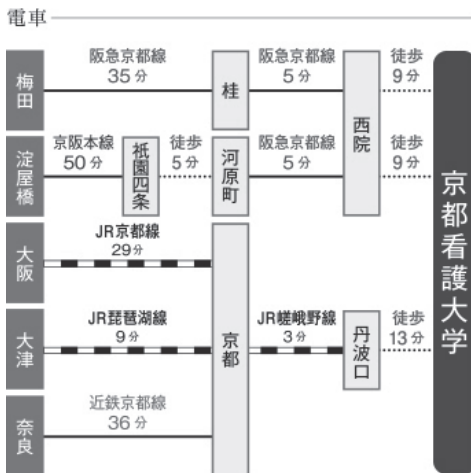 電車
梅田
阪急京都線
35分
桂
阪急京都線
5分
西院
徒歩
9分
淀屋橋
京阪本線
50分
祇園四条
徒歩
5分
河原町
阪急京都線
5分
徒歩
9分
大阪
JR京都線
29分
京都
大津
JR琵琶湖線
9分
JR嵯峨野線
3分
丹波口
徒歩
13分
奈良
近鉄京都線
36分
京都看護大学